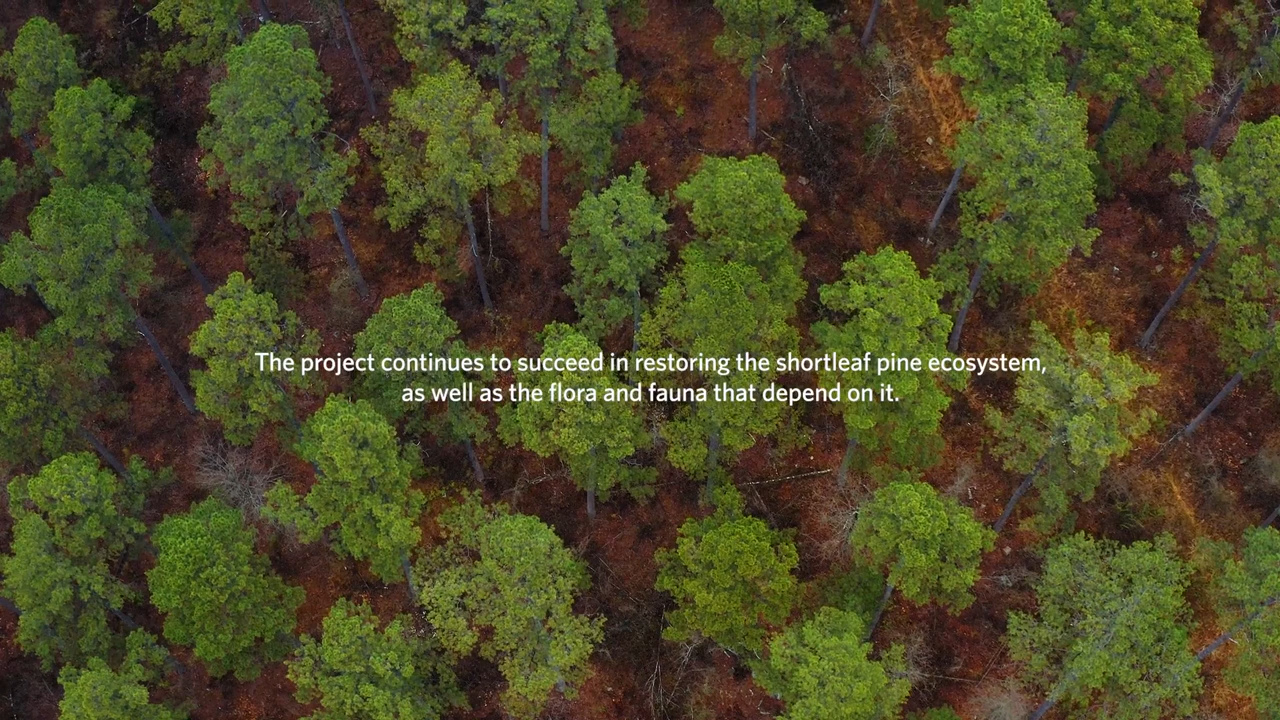 The project continues to succeed in restoring the shortleaf pine ecosystem,
as well as the flora and fauna that depend on it.